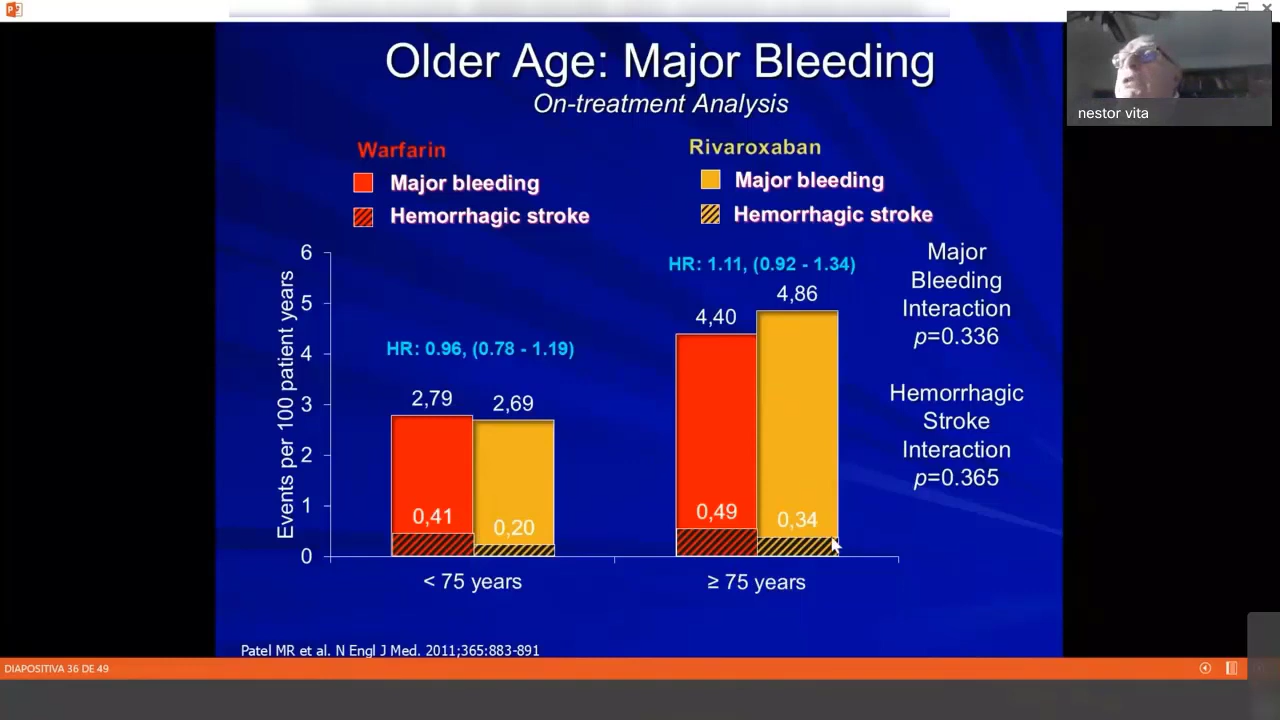 Older Age: Major Bleeding
On-treatment Analysis
nestor vita
Warfarin
Major bleeding
Hemorrhagic stroke
Rivaroxaban
Major bleeding
Hemorrhagic stroke
Events per 100 patient years
6
5
4
3
2
1
0
HR: 0.96, (0.78 - 1.19)
2,79
2,69
0,41
0,20
< 75 years
HR: 1.11, (0.92 - 1.34)
4,40
4,86
0,49
0,34
≥ 75 years
Major
Bleeding
Interaction
p=0.336
Hemorrhagic
Stroke
Interaction
p=0.365
Patel MR et al. N Engl J Med. 2011;365:883-891
DIAPOSITIVA 36 DE 49